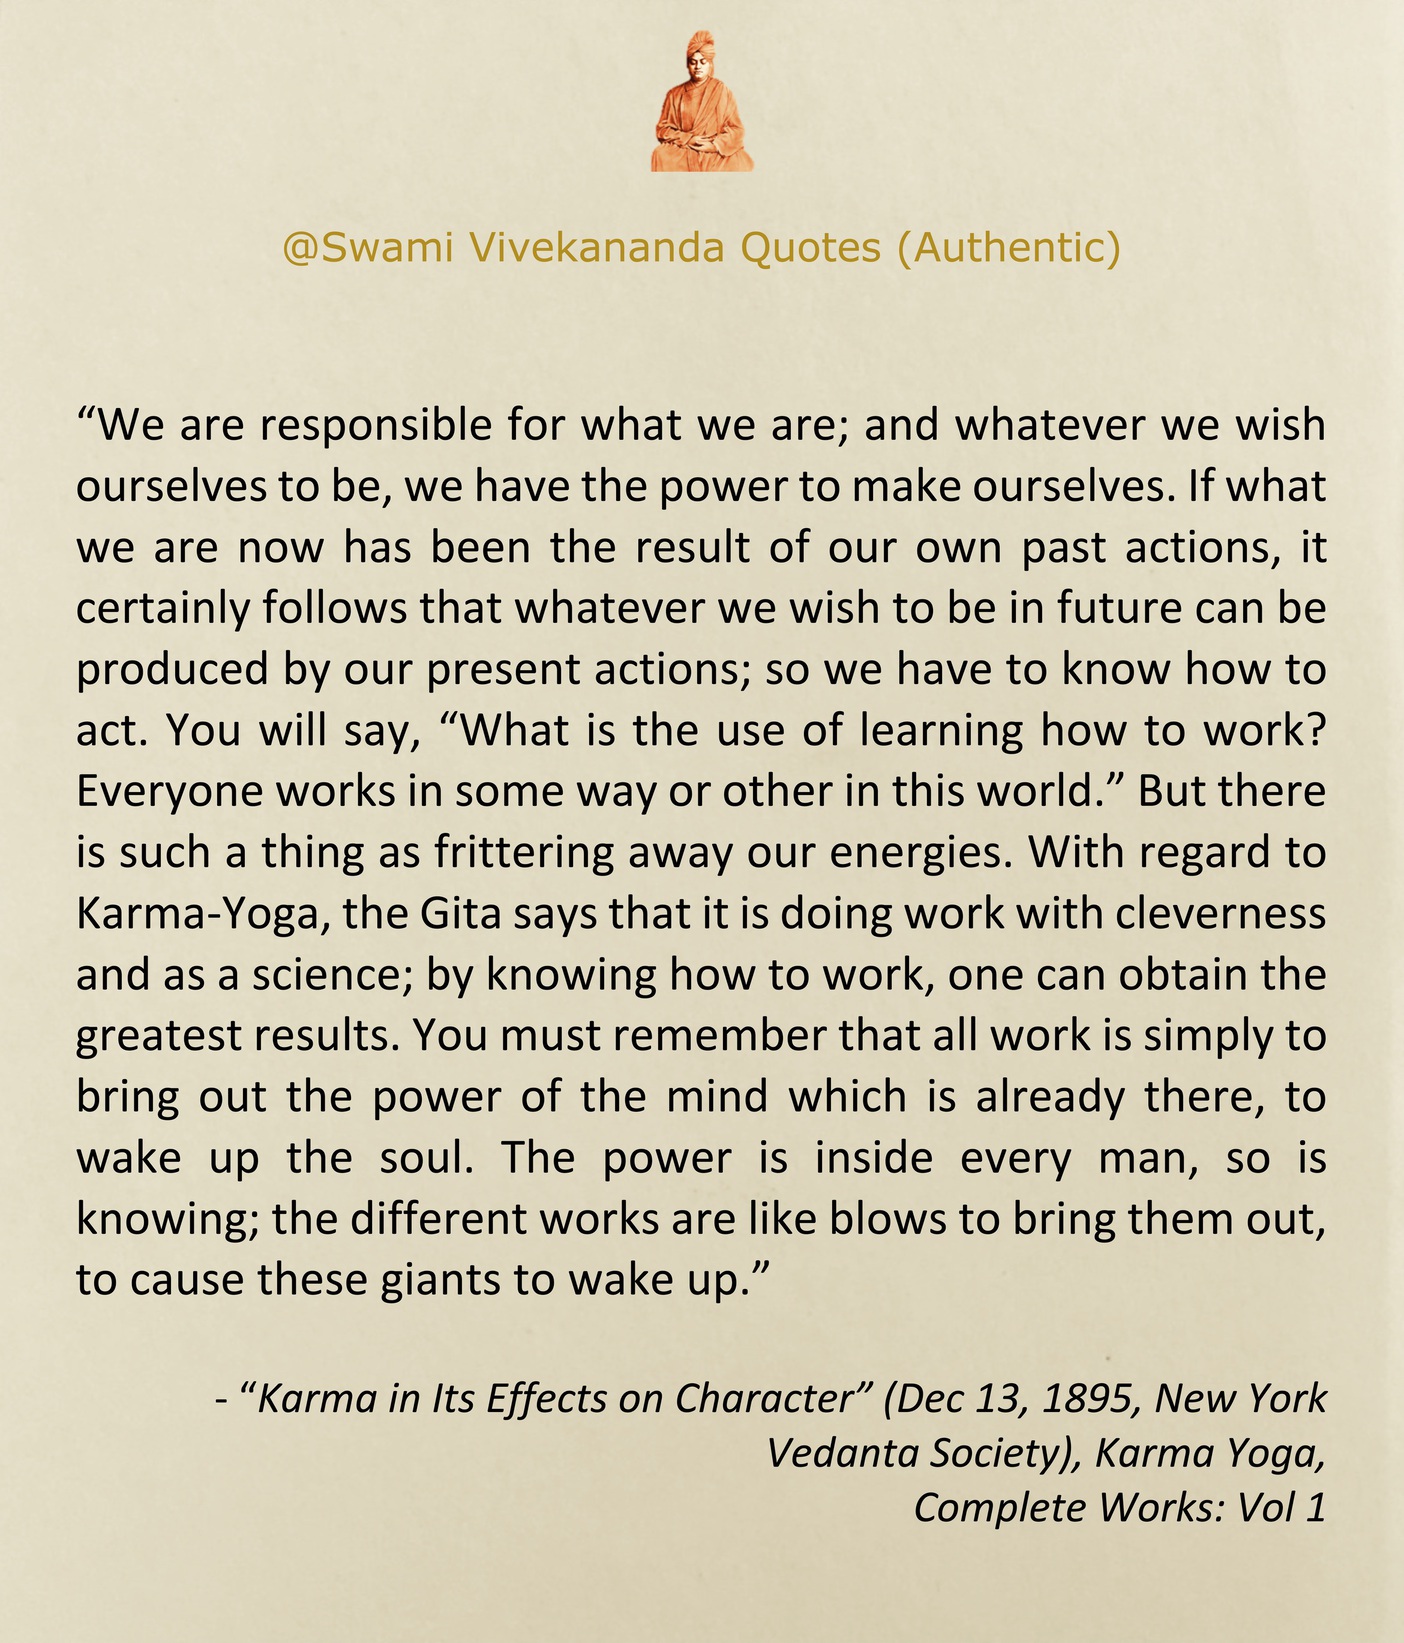 @Swami Vivekananda Quotes (Authentic)
“We are responsible for what we are; and whatever we wish
ourselves to be, we have the power to make ourselves. If what
we are now has been the result of our own past actions, it
certainly follows that whatever we wish to be in future can be
produced by our present actions; so we have to know how to
act. You will say, “What is the use of learning how to work?
Everyone works in some way or other in this world.” But there
is such a thing as frittering away our energies. With regard to
Karma-Yoga, the Gita says that it is doing work with cleverness
and as a science; by knowing how to work, one can obtain the
greatest results. You must remember that all work is simply to
bring out the power of the mind which is already there, to
wake up the soul. The power is inside every man, so is
knowing; the different works are like blows to bring them out,
to cause these giants to wake up.”
- “Karma in Its Effects on Character” (Dec 13, 1895, New York
Vedanta Society), Karma Yoga,
Complete Works: Vol 1